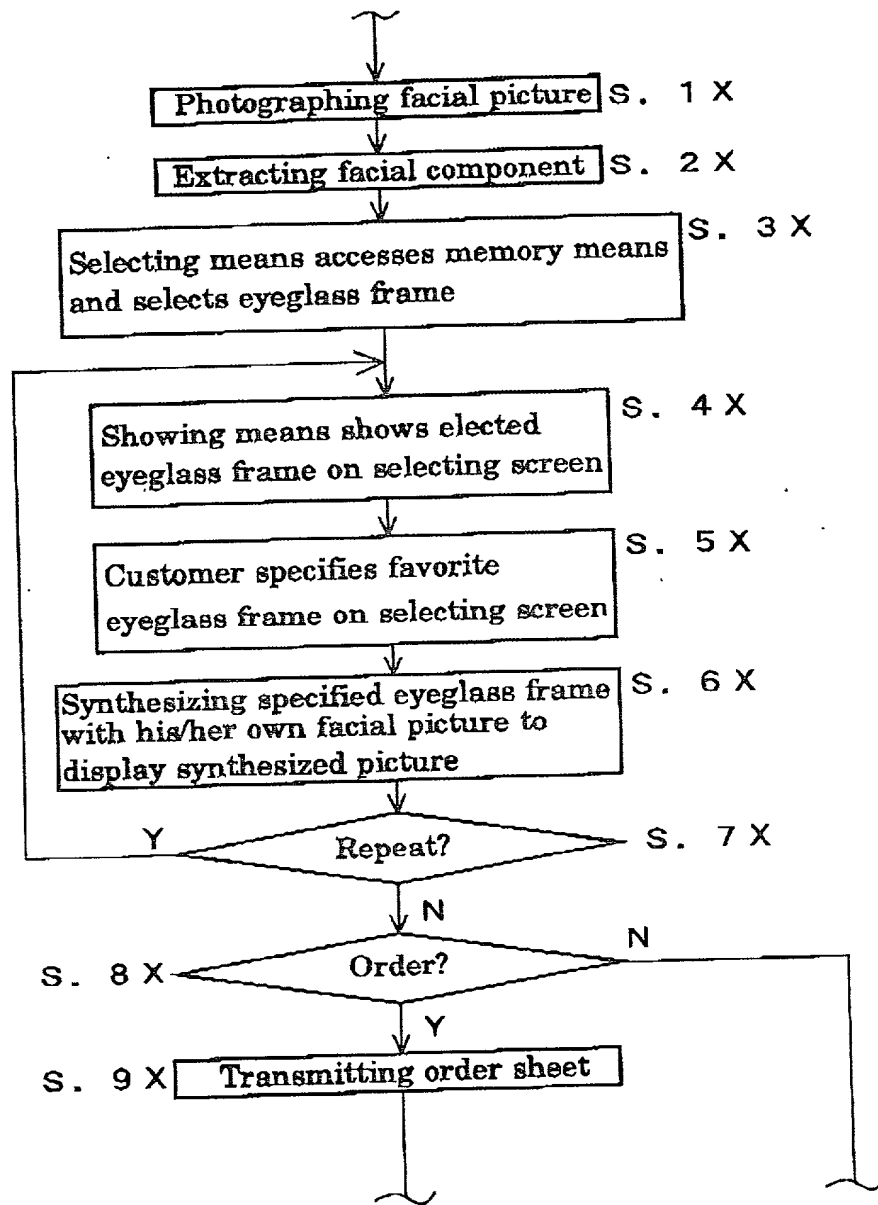 Photographing facial picture S. 1 X
Extracting facial component S. 2 X
S. 3 X
Selecting means accesses memory means
and selects eyeglass frame
S. 4 X
Showing means shows elected
eyeglass frame on selecting screen
S. 5 X
Customer specifies favorite
eyeglass frame on selecting screen
S. 6 X
Synthesizing specified eyeglass frame
with his/her own facial picture to
display synthesized picture
Y
Repeat? S. 7 X
N
N
S. 8 X Order?
Y
S. 9 X Transmitting order sheet